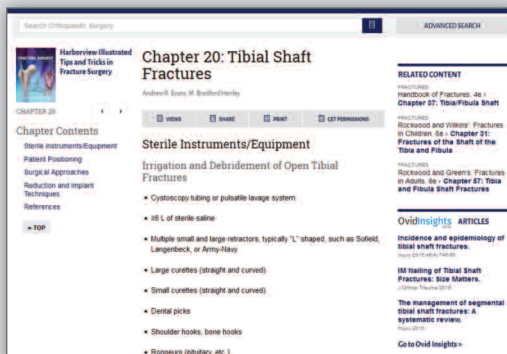 Search Orthopaedic Surgery
ADVANCED SEARCH
Harborview Illustrated
Tips and Tricks in
Fracture Surgery
CHAPTER 20
Chapter Contents
Sterile Instruments/Equipment
Patient Positioning
Surgical Approaches
Reduction and Implant
Techniques
References
TOP
Chapter 20: Tibial Shaft
Fractures
Andrew R. Evans, M. Bradford Henley
VIEWS
SHARE
PRINT
GET PERMISSIONS
Sterile Instruments/Equipment
Irrigation and Debridement of Open Tibial
Fractures
• Cystoscopy tubing or pulsatile lavage system
• ≥8 L of sterile saline
• Multiple small and large retractors, typically "L" shaped, such as Sofield,
Langenbeck, or Army-Navy
• Large curettes (straight and curved)
• Small curettes (straight and curved)
• Dental picks
• Shoulder hooks, bone hooks
• Rongeurs (pituitary, etc.)
RELATED CONTENT
FRACTURES
Handbook of Fractures, 4e ›
Chapter 37: Tibia/Fibula Shaft
FRACTURES
Rockwood and Wilkins' Fractures
in Children, 8e › Chapter 31:
Fractures of the Shaft of the
Tibia and Fibula
FRACTURES
Rockwood and Green's Fractures
in Adults, 8e › Chapter 57: Tibia
and Fibula Shaft Fractures
OvidInsights ARTICLES
Incidence and epidemiology of
tibial shaft fractures.
IM Nailing of Tibial Shaft
Fractures: Size Matters.
J Orthop Trauma 2015
The management of segmental
tibial shaft fractures: A
systematic review.
Injury 2015
Go to Ovid Insights >